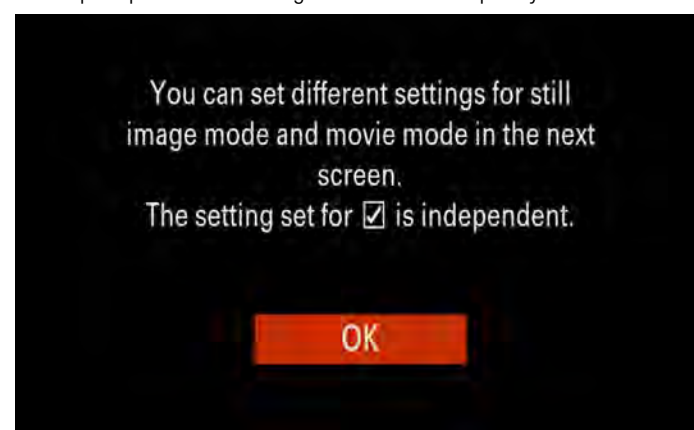 You can set different settings for still
image mode and movie mode in the next
screen.
The setting set for ☑ is independent.
OK